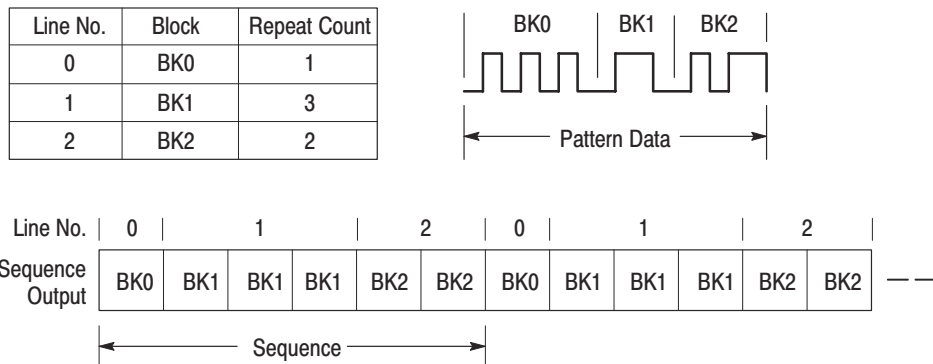 Line No. Block Repeat Count
0 BK0 1
1 BK1 3
2 BK2 2
BK0 BK1 BK2
Pattern Data
Line No. 0 1 2 0 1 2
Sequence
Output
BK0 BK1 BK1 BK1 BK2 BK2 BK0 BK1 BK1 BK1 BK2 BK2
Sequence